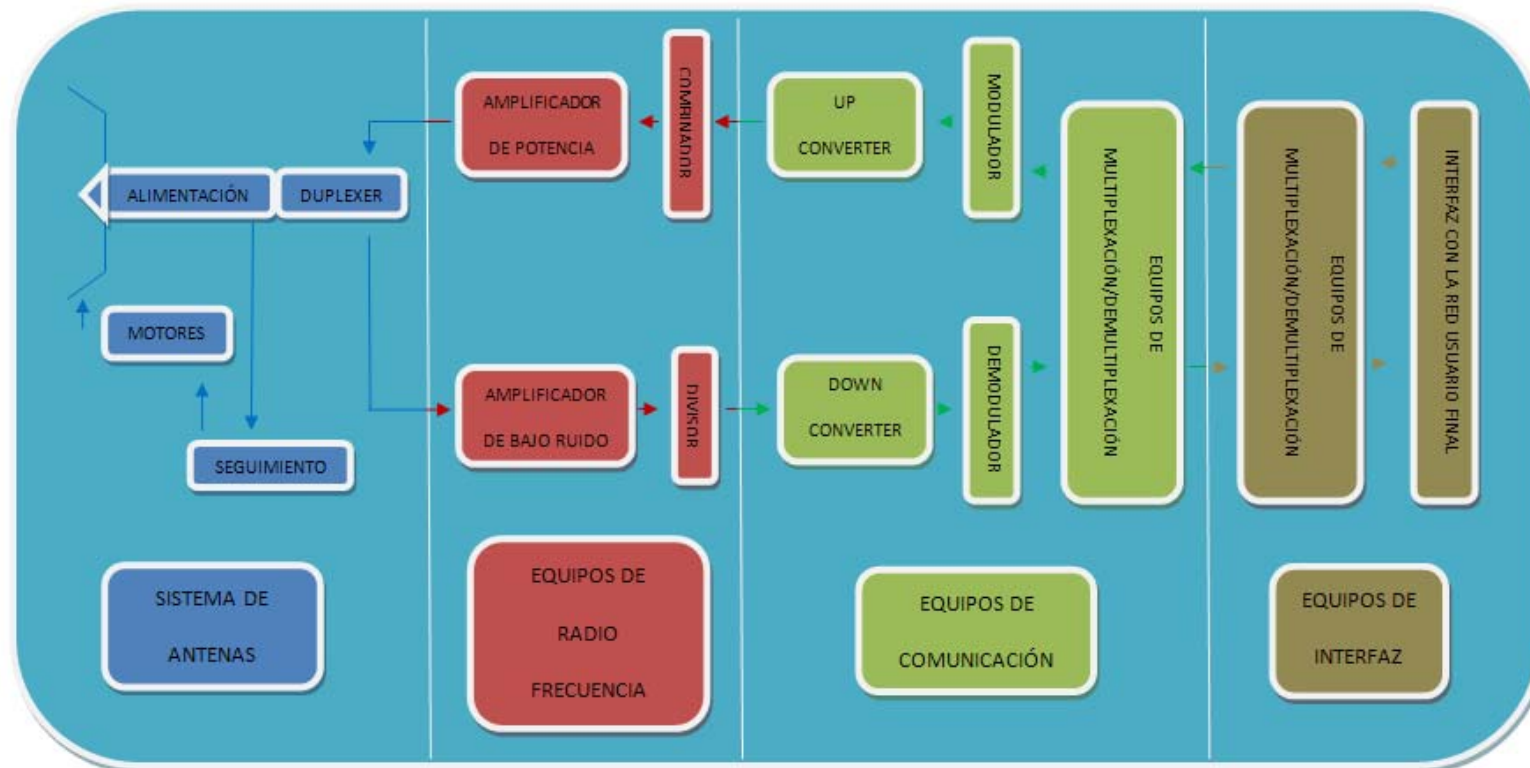 ALIMENTACIÓN
DUPLEXER
MOTORES
SEGUIMIENTO
SISTEMA DE
ANTENAS
AMPLIFICADOR
DE POTENCIA
COMBINADOR
AMPLIFICADOR
DE BAJO RUIDO
DIVISOR
EQUIPOS DE
RADIO
FRECUENCIA
UP
CONVERTER
MODULADOR
DOWN
CONVERTER
DEMODULADOR
EQUIPOS DE
MULTIPLEXACIÓN/DEMULTIPLEXACIÓN
EQUIPOS DE
COMUNICACIÓN
EQUIPOS DE
MULTIPLEXACIÓN/DEMULTIPLEXACIÓN
INTERFAZ CON LA RED USUARIO FINAL
EQUIPOS DE
INTERFAZ